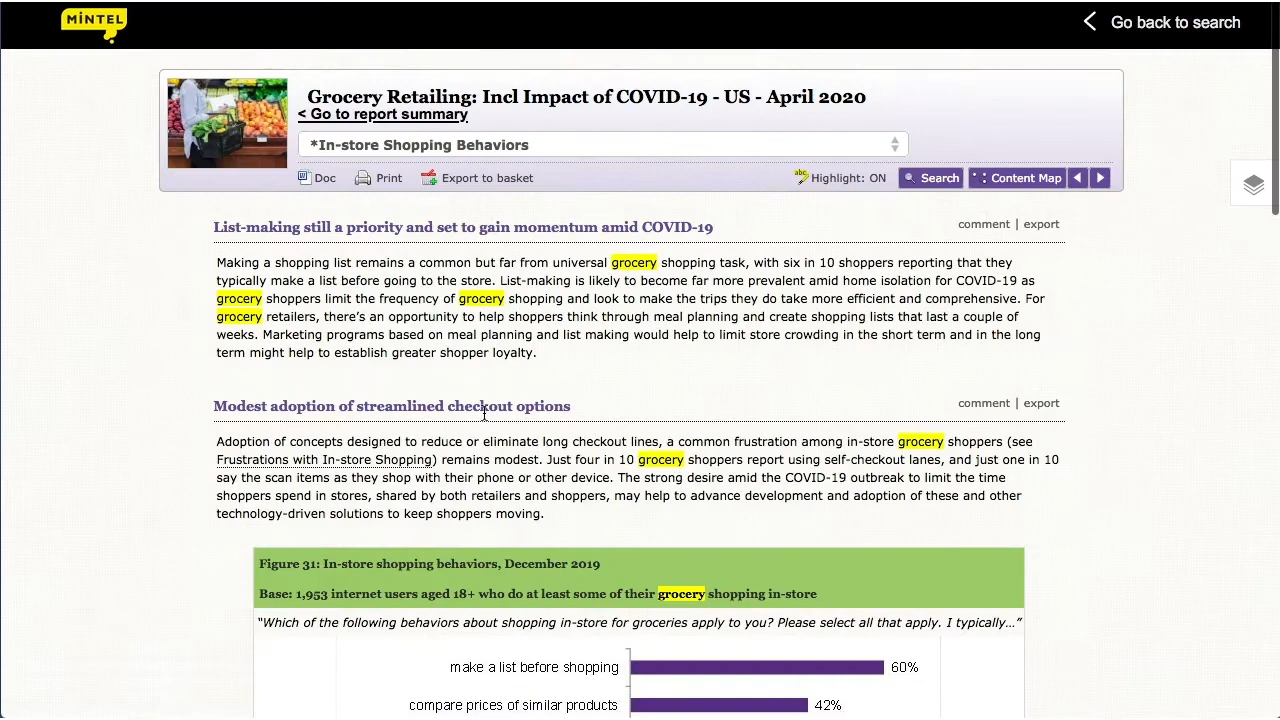 MiNTEL
Go back to search
Grocery Retailing: Incl Impact of COVID-19 - US - April 2020
< Go to report summary
*In-store Shopping Behaviors
Doc Print Export to basket abc Highlight: ON Search Content Map
List-making still a priority and set to gain momentum amid COVID-19
comment | export
Making a shopping list remains a common but far from universal grocery shopping task, with six in 10 shoppers reporting that they
typically make a list before going to the store. List-making is likely to become far more prevalent amid home isolation for COVID-19 as
grocery shoppers limit the frequency of grocery shopping and look to make the trips they do take more efficient and comprehensive. For
grocery retailers, there's an opportunity to help shoppers think through meal planning and create shopping lists that last a couple of
weeks. Marketing programs based on meal planning and list making would help to limit store crowding in the short term and in the long
term might help to establish greater shopper loyalty.
Modest adoption of streamlined checkout options
comment | export
Adoption of concepts designed to reduce or eliminate long checkout lines, a common frustration among in-store grocery shoppers (see
Frustrations with In-store Shopping) remains modest. Just four in 10 grocery shoppers report using self-checkout lanes, and just one in 10
say the scan items as they shop with their phone or other device. The strong desire amid the COVID-19 outbreak to limit the time
shoppers spend in stores, shared by both retailers and shoppers, may help to advance development and adoption of these and other
technology-driven solutions to keep shoppers moving.
Figure 31: In-store shopping behaviors, December 2019
Base: 1,953 internet users aged 18+ who do at least some of their grocery shopping in-store
"Which of the following behaviors about shopping in-store for groceries apply to you? Please select all that apply. I typically…"
make a list before shopping 60%
compare prices of similar products 42%